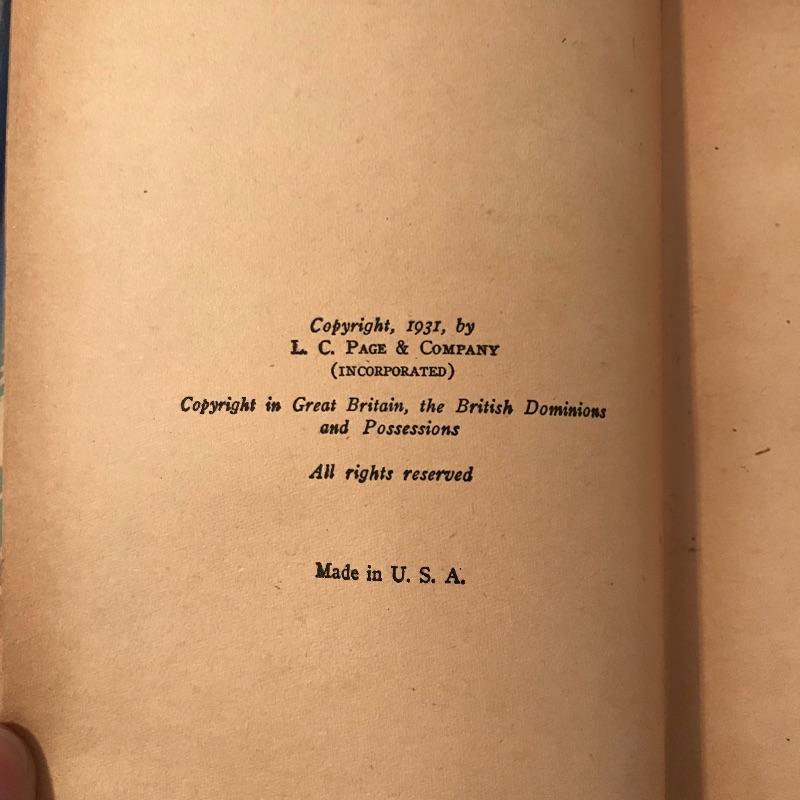 Copyright, 1931, by
L. C. PAGE & COMPANY
(INCORPORATED)
Copyright in Great Britain, the British Dominions
and Possessions
All rights reserved
Made in U. S. A.